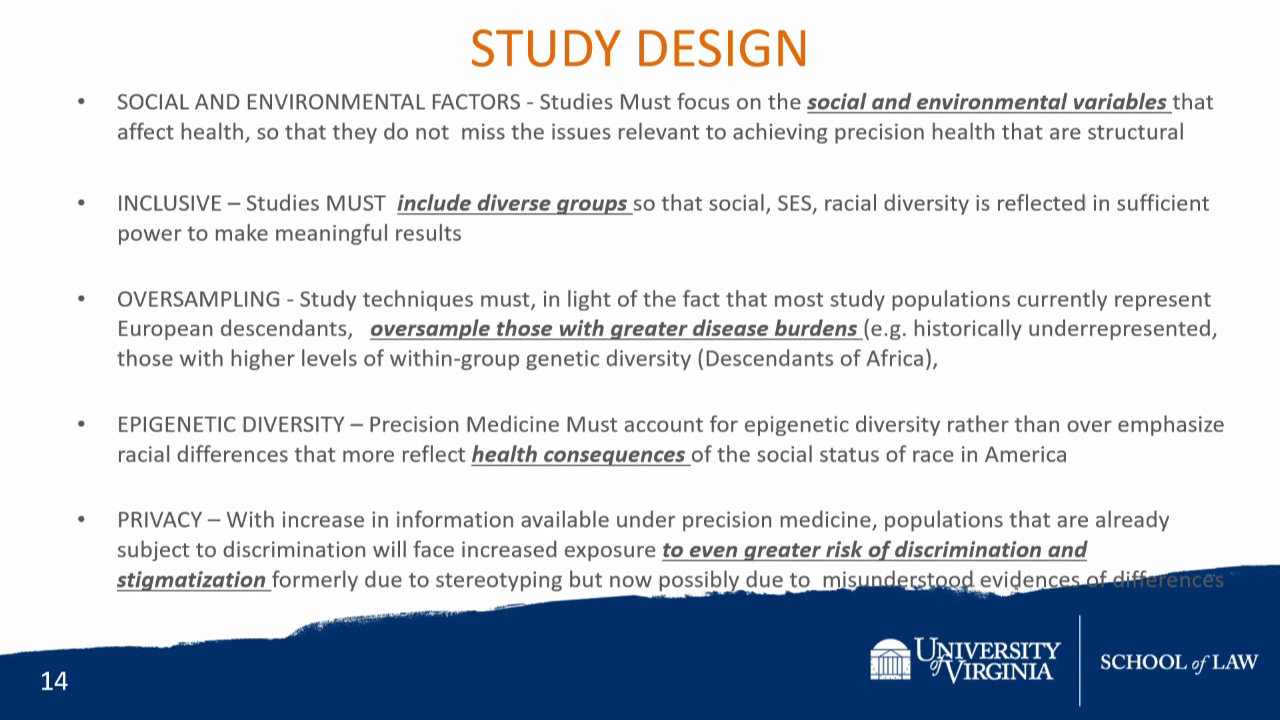 STUDY DESIGN
• SOCIAL AND ENVIRONMENTAL FACTORS - Studies Must focus on the social and environmental variables that
affect health, so that they do not  miss the issues relevant to achieving precision health that are structural
• INCLUSIVE – Studies MUST  include diverse groups so that social, SES, racial diversity is reflected in sufficient
power to make meaningful results
• OVERSAMPLING - Study techniques must, in light of the fact that most study populations currently represent
European descendants,   oversample those with greater disease burdens (e.g. historically underrepresented,
those with higher levels of within-group genetic diversity (Descendants of Africa),
• EPIGENETIC DIVERSITY – Precision Medicine Must account for epigenetic diversity rather than over emphasize
racial differences that more reflect health consequences of the social status of race in America
• PRIVACY – With increase in information available under precision medicine, populations that are already
subject to discrimination will face increased exposure to even greater risk of discrimination and
stigmatization formerly due to stereotyping but now possibly due to  misunderstood evidences of differences
14
UNIVERSITY
of VIRGINIA
SCHOOL of LAW